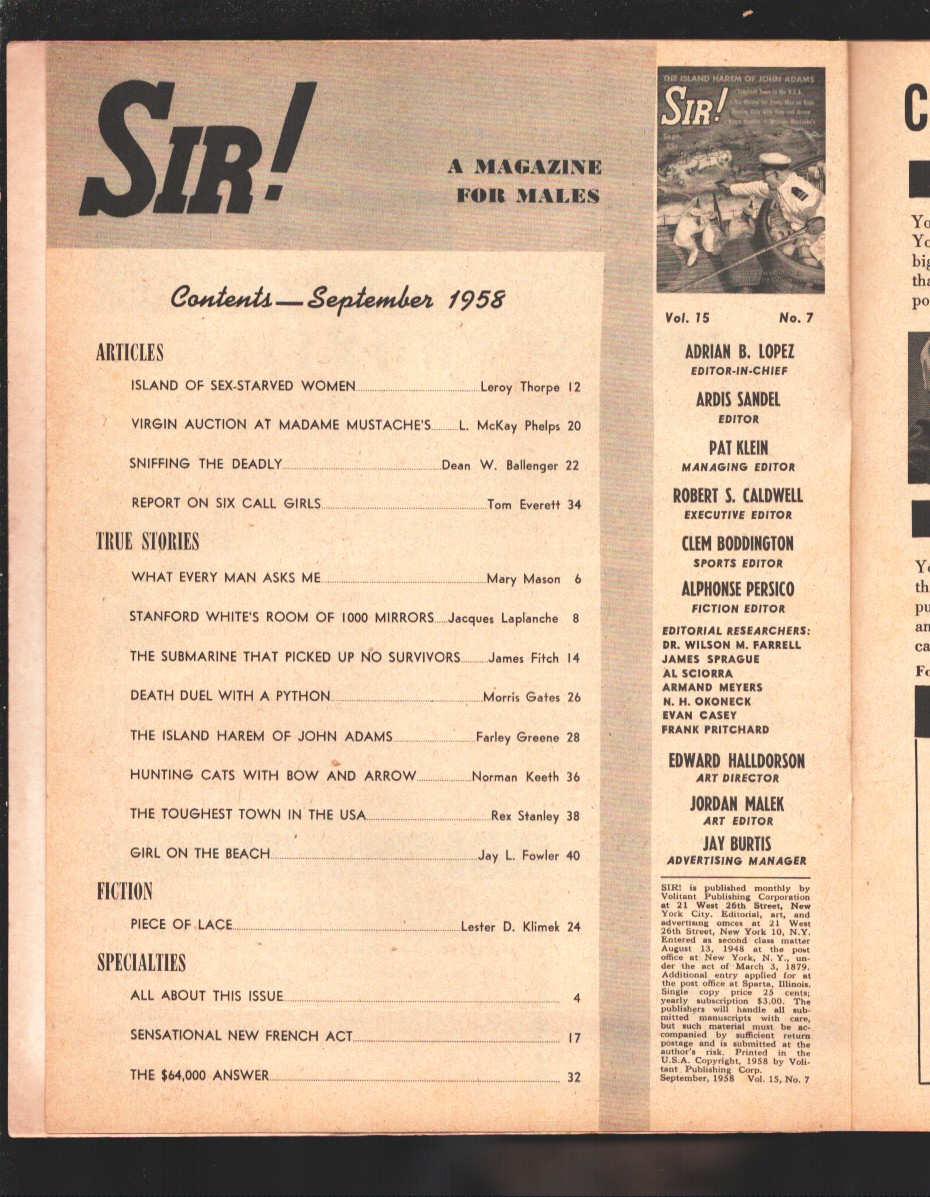 SIR!
A MAGAZINE
FOR MALES
Contents—September 1958
ARTICLES
ISLAND OF SEX-STARVED WOMEN Leroy Thorpe 12
VIRGIN AUCTION AT MADAME MUSTACHE'S L. McKay Phelps 20
SNIFFING THE DEADLY Dean W. Ballenger 22
REPORT ON SIX CALL GIRLS Tom Everett 34
TRUE STORIES
WHAT EVERY MAN ASKS ME Mary Mason 6
STANFORD WHITE'S ROOM OF 1000 MIRRORS Jacques Laplanche 8
THE SUBMARINE THAT PICKED UP NO SURVIVORS James Fitch 14
DEATH DUEL WITH A PYTHON Morris Gates 26
THE ISLAND HAREM OF JOHN ADAMS Farley Greene 28
HUNTING CATS WITH BOW AND ARROW Norman Keeth 36
THE TOUGHEST TOWN IN THE USA Rex Stanley 38
GIRL ON THE BEACH Jay L. Fowler 40
FICTION
PIECE OF LACE Lester D. Klimek 24
SPECIALTIES
ALL ABOUT THIS ISSUE 4
SENSATIONAL NEW FRENCH ACT 17
THE $64,000 ANSWER 32
THE ISLAND HAREM OF JOHN ADAMS
SIR!
Sept.
Vol. 15 No. 7
ADRIAN B. LOPEZ
EDITOR-IN-CHIEF
ARDIS SANDEL
EDITOR
PAT KLEIN
MANAGING EDITOR
ROBERT S. CALDWELL
EXECUTIVE EDITOR
CLEM BODDINGTON
SPORTS EDITOR
ALPHONSE PERSICO
FICTION EDITOR
EDITORIAL RESEARCHERS:
DR. WILSON M. FARRELL
JAMES SPRAGUE
AL SCIORRA
ARMAND MEYERS
N. H. OKONECK
EVAN CASEY
FRANK PRITCHARD
EDWARD HALLDORSON
ART DIRECTOR
JORDAN MALEK
ART EDITOR
JAY BURTIS
ADVERTISING MANAGER
SIR! is published monthly by
Volitant Publishing Corporation
at 21 West 26th Street, New
York City. Editorial, art, and
advertising offices at 21 West
26th Street, New York 10, N.Y.
Entered as second class matter
August 13, 1948 at the post
office at New York, N. Y., un-
der the act of March 3, 1879.
Additional entry applied for at
the post office at Sparta, Illinois.
Single copy price 25 cents;
yearly subscription $3.00. The
publishers will handle all sub-
mitted manuscripts with care,
but such material must be ac-
companied by sufficient return
postage and is submitted at the
author's risk. Printed in the
U.S.A. Copyright, 1958 by Voli-
tant Publishing Corp.
September, 1958 Vol. 15, No. 7